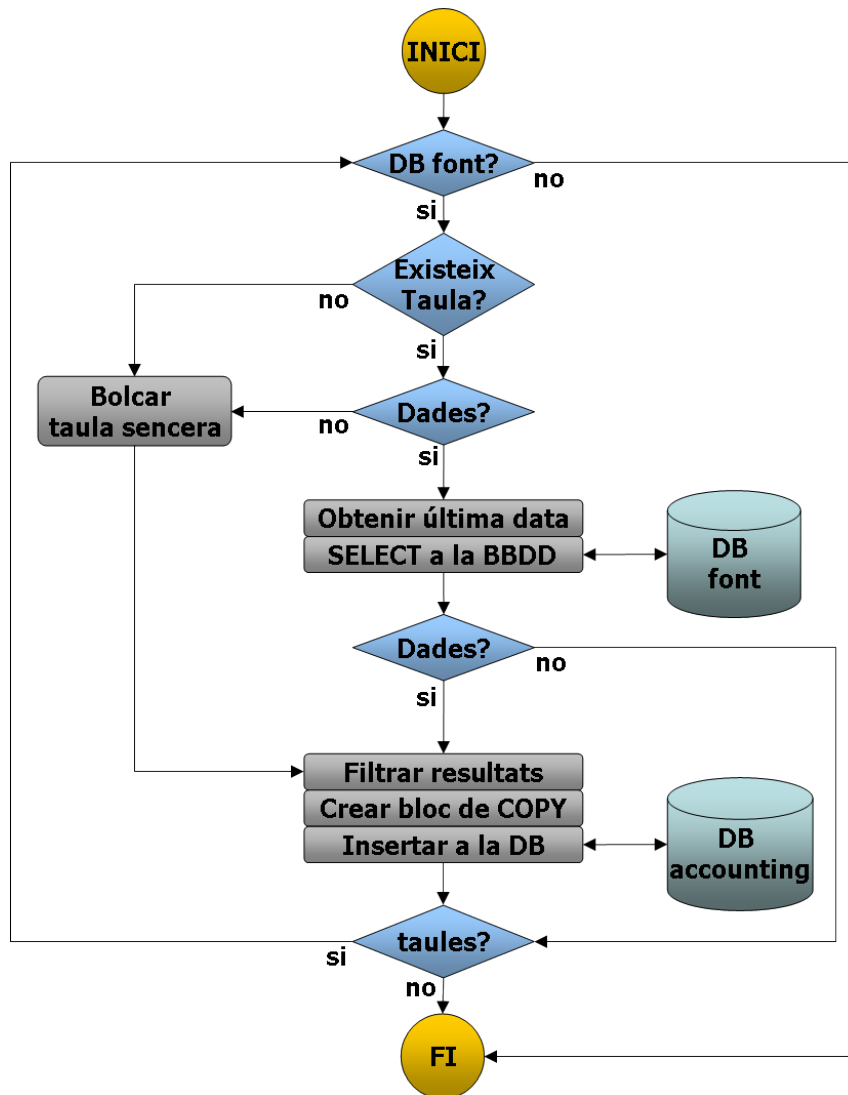 INICI
DB font?
no
si
Existeix
Taula?
no
si
Bolcar
taula sencera
Dades?
no
si
Obtenir última data
SELECT a la BBDD
DB
font
Dades?
no
si
Filtrar resultats
Crear bloc de COPY
Insertar a la DB
DB
accounting
taules?
si
no
FI